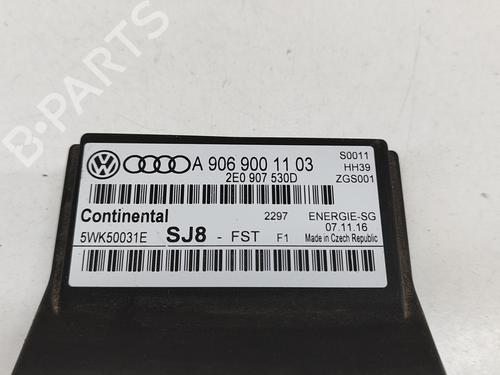 B-PARTS
A 906 900 11 03
2E0 907 530D
S0011
HH39
ZGS001
Continental
2297
ENERGIE-SG
07.11.16
5WK50031E
SJ8 - FST F1
Made in Czech Republic